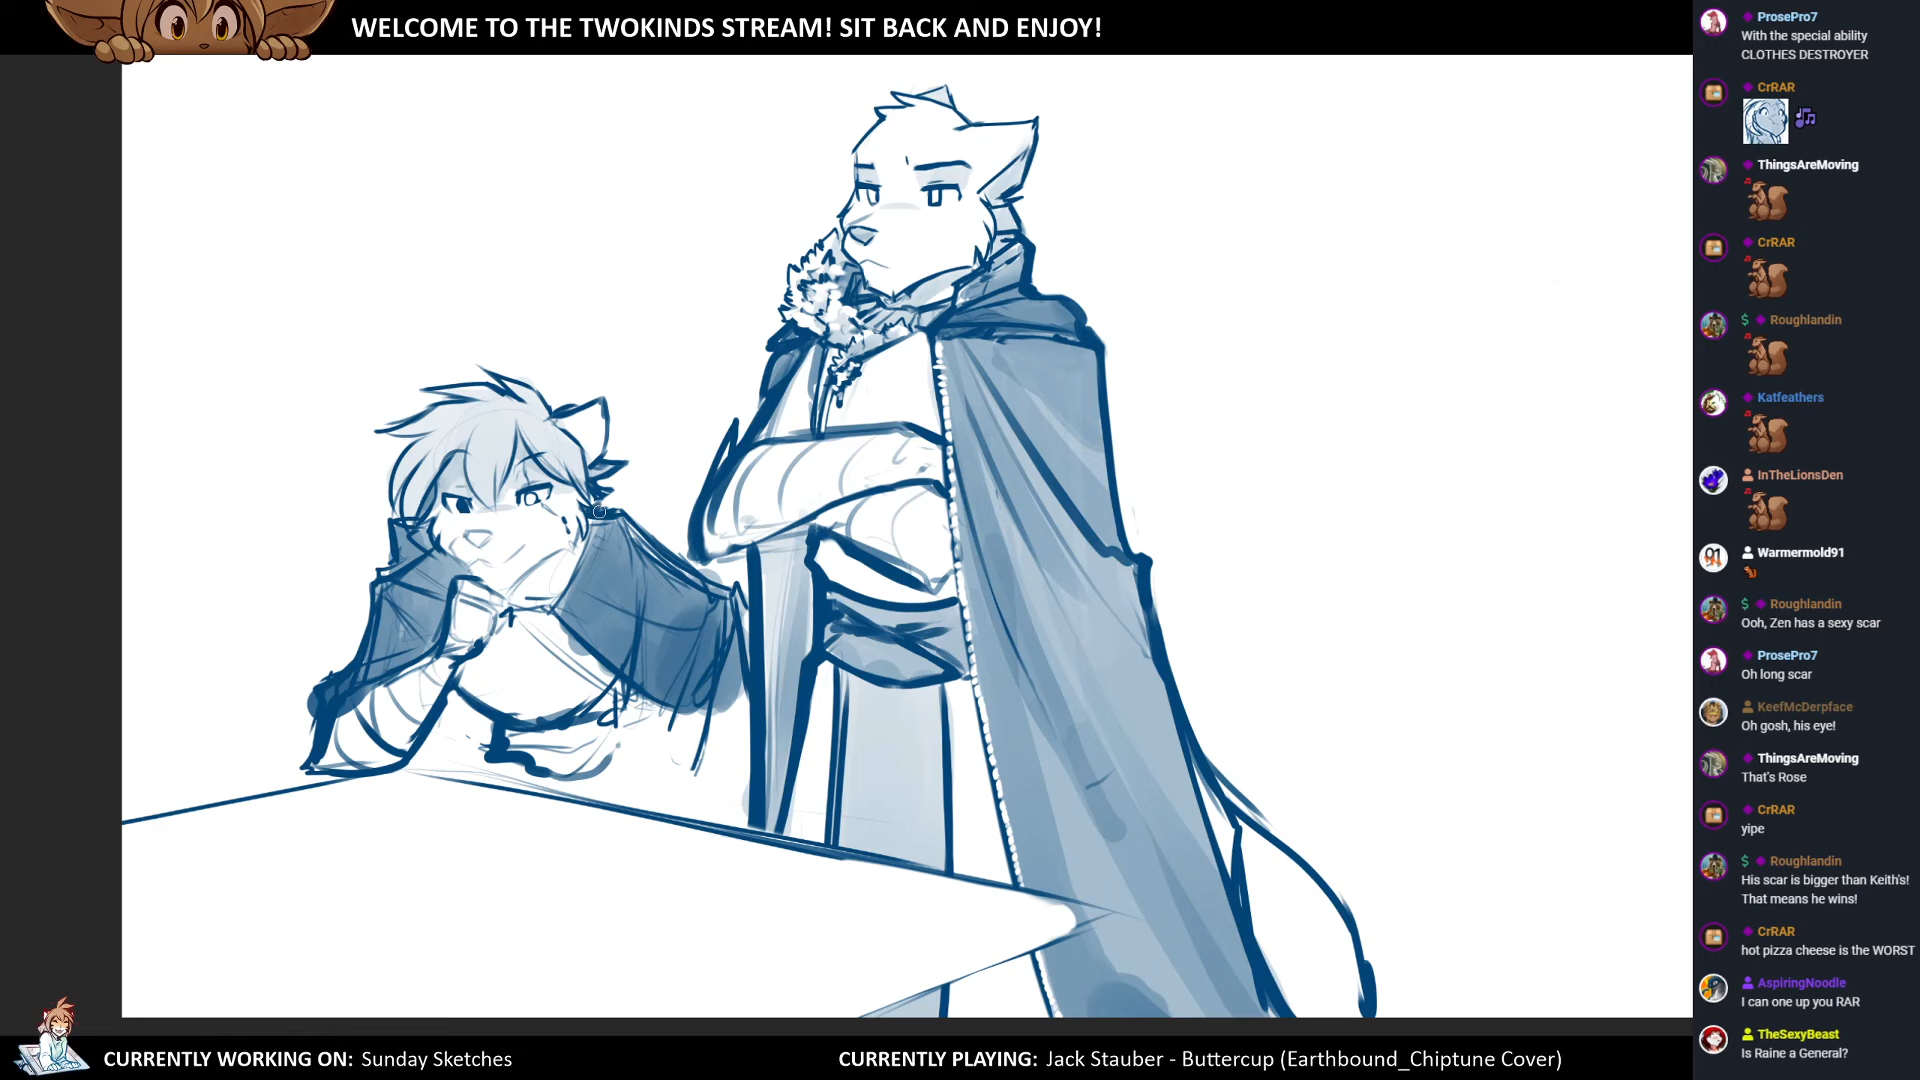 WELCOME TO THE TWOKINDS STREAM! SIT BACK AND ENJOY!
ProsePro7
With the special ability
CLOTHES DESTROYER
CrRAR
ThingsAreMoving
CrRAR
$ Roughlandin
Katfeathers
InTheLionsDen
Warmermold91
$ Roughlandin
Ooh, Zen has a sexy scar
ProsePro7
Oh long scar
KeefMcDerpface
Oh gosh, his eye!
ThingsAreMoving
That's Rose
CrRAR
yipe
$ Roughlandin
His scar is bigger than Keith's!
That means he wins!
CrRAR
hot pizza cheese is the WORST
AspiringNoodle
I can one up you RAR
TheSexyBeast
Is Raine a General?
CURRENTLY WORKING ON: Sunday Sketches
CURRENTLY PLAYING: Jack Stauber - Buttercup (Earthbound_Chiptune Cover)